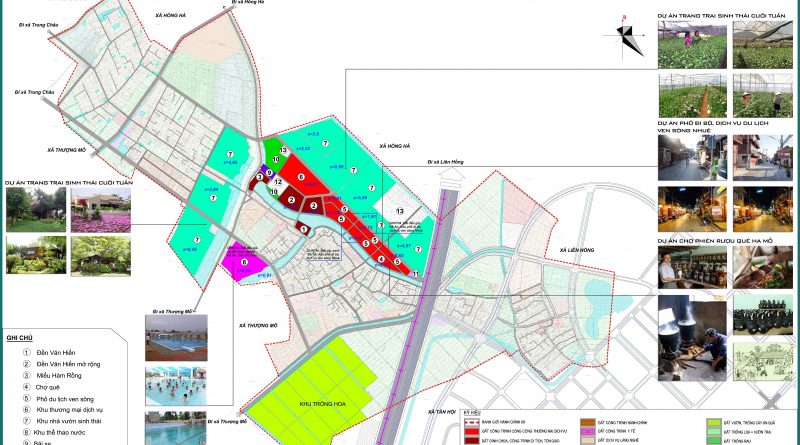 Đi xã Trung Châu
XÃ HỒNG HÀ
Đi xã Hồng Hà
B
DỰ ÁN TRANG TRẠI SINH THÁI CUỐI TUẦN
Đi xã Trung Châu
XÃ THƯỢNG MỖ
XÃ HỒNG HÀ
Đi xã Liên Hồng
DỰ ÁN PHỐ ĐI BỘ, DỊCH VỤ DU LỊCH
VEN SÔNG NHUỆ
DỰ ÁN TRANG TRẠI SINH THÁI CUỐI TUẦN
7
7
7
7
7
7
7
13
10
9
3
12
10
6
2
5
5
5
5
5
4
1
8
11
13
XÃ LIÊN HỒNG
DỰ ÁN CHỢ PHIÊN RƯỢU QUÊ HẠ MỖ
Đi xã Thượng Mỗ
XÃ THƯỢNG MỖ
KHU TRỒNG HOA
XÃ TÂN HỘI
GHI CHÚ
1 Đền Văn Hiến
2 Đền Văn Hiến mở rộng
3 Miếu Hàm Rồng
4 Chợ quê
5 Phố du lịch ven sông
6 Khu thương mại dịch vụ
7 Khu nhà vườn sinh thái
8 Khu thể thao nước
9 Bãi xe
KÝ HIỆU
RANH GIỚI HÀNH CHÍNH XÃ
ĐẤT CÔNG TRÌNH CÔNG CỘNG, THƯƠNG MẠI DỊCH VỤ
ĐẤT ĐÌNH CHÙA, CÔNG TRÌNH DI TÍCH, TÔN GIÁO
ĐẤT CÔNG TRÌNH HÀNH CHÍNH
ĐẤT CÔNG TRÌNH Y TẾ
ĐẤT DỊCH VỤ LÀNG NGHỀ
ĐẤT VƯỜN, TRỒNG CÂY ĂN QUẢ
ĐẤT TRỒNG LÚA + VƯỜN TRẠI
ĐẤT TRỒNG RAU